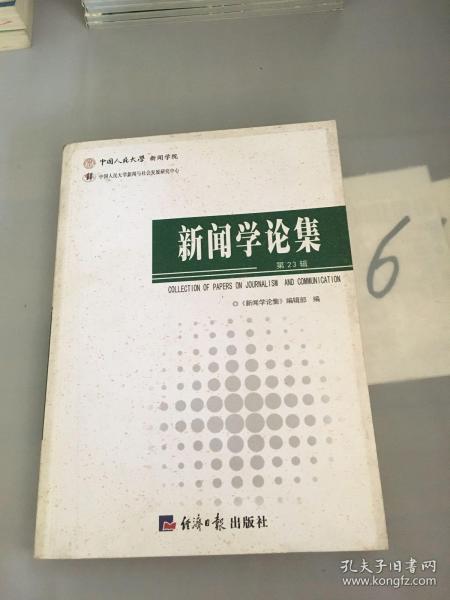 中国人民大学 新闻学院
中国人民大学新闻与社会发展研究中心
新闻学论集
第23辑
COLLECTION OF PAPERS ON JOURNALISM AND COMMUNICATION
◎《新闻学论集》编辑部 编
6
经济日报出版社
孔夫子旧书网
www.kongfz.com